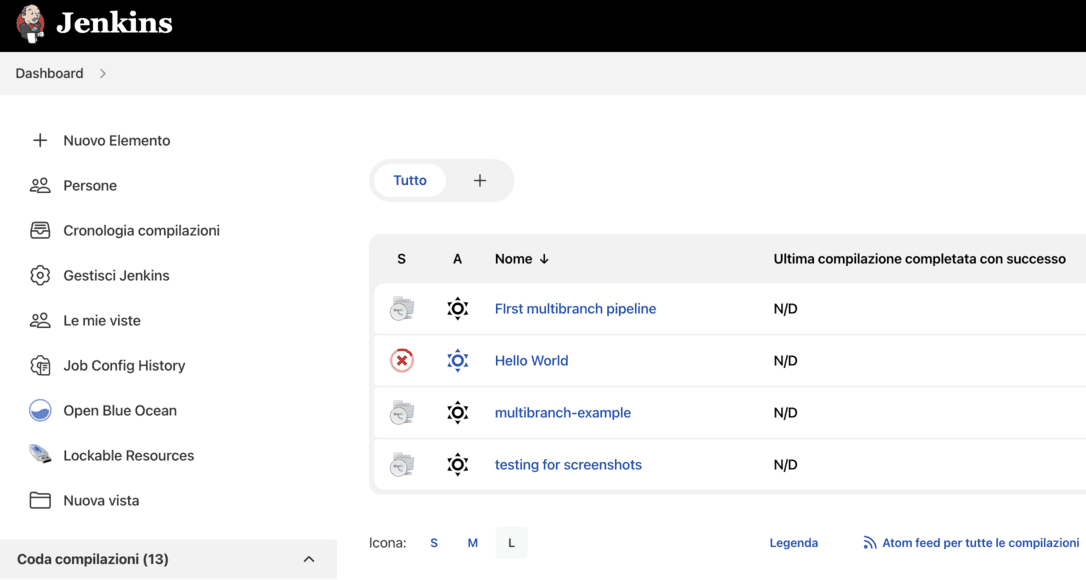 Jenkins
Dashboard
Nuovo Elemento
Persone
Cronologia compilazioni
Gestisci Jenkins
Le mie viste
Job Config History
Open Blue Ocean
Lockable Resources
Nuova vista
Coda compilazioni (13)
Tutto +
S A Nome ↓ Ultima compilazione completata con successo
FIrst multibranch pipeline N/D
Hello World N/D
multibranch-example N/D
testing for screenshots N/D
Icona: S M L Legenda Atom feed per tutte le compilazioni